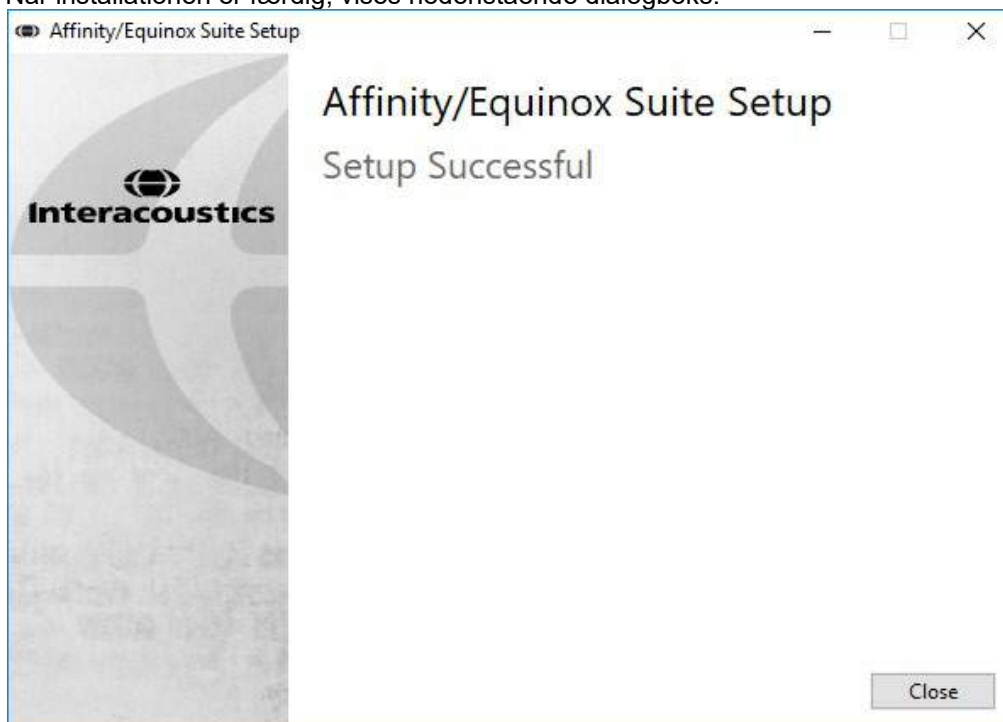 Når installationen er færdig, vises nedenstående dialogboks:
Affinity/Equinox Suite Setup
Affinity/Equinox Suite Setup
Setup Successful
Interacoustics
Close